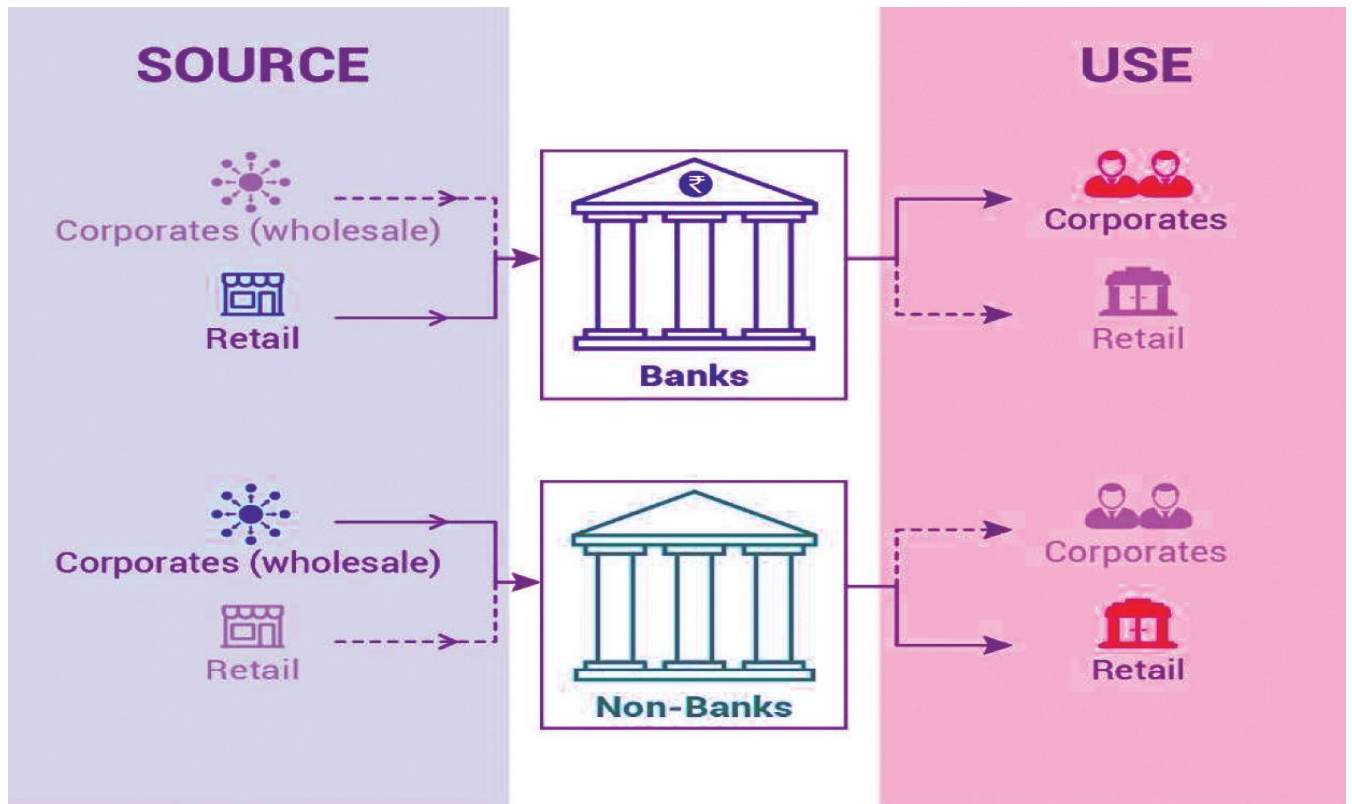 SOURCE
USE
Corporates (wholesale)
Retail
₹
Banks
Corporates
Retail
Corporates (wholesale)
Retail
Non-Banks
Corporates
Retail